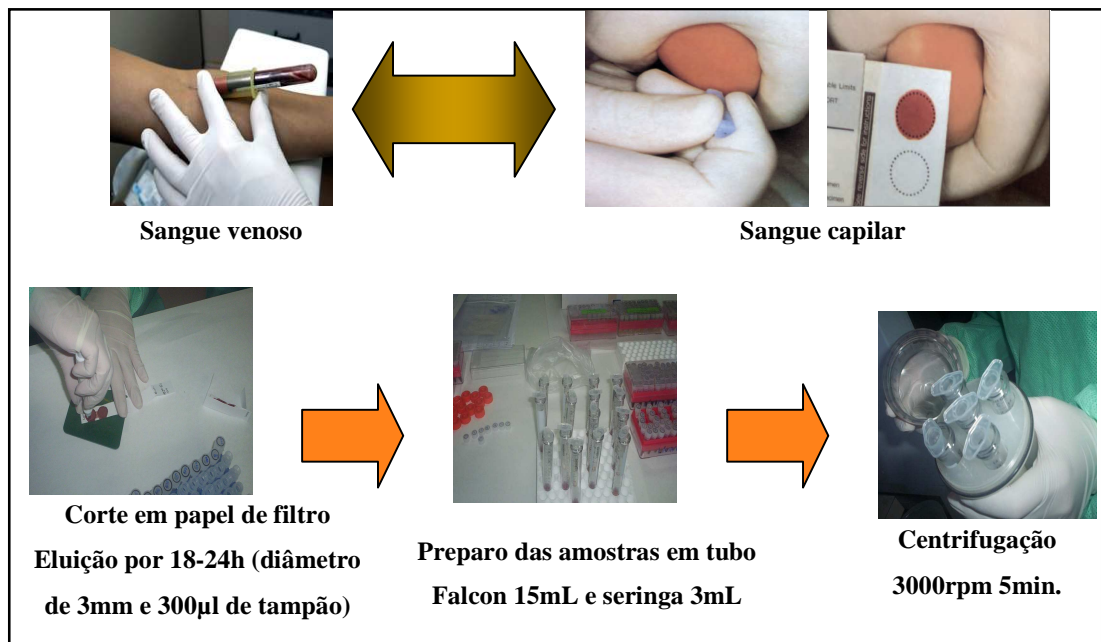 Sangue venoso
Sangue capilar
Corte em papel de filtro
Eluição por 18-24h (diâmetro
de 3mm e 300µl de tampão)
Preparo das amostras em tubo
Falcon 15mL e seringa 3mL
Centrifugação
3000rpm 5min.